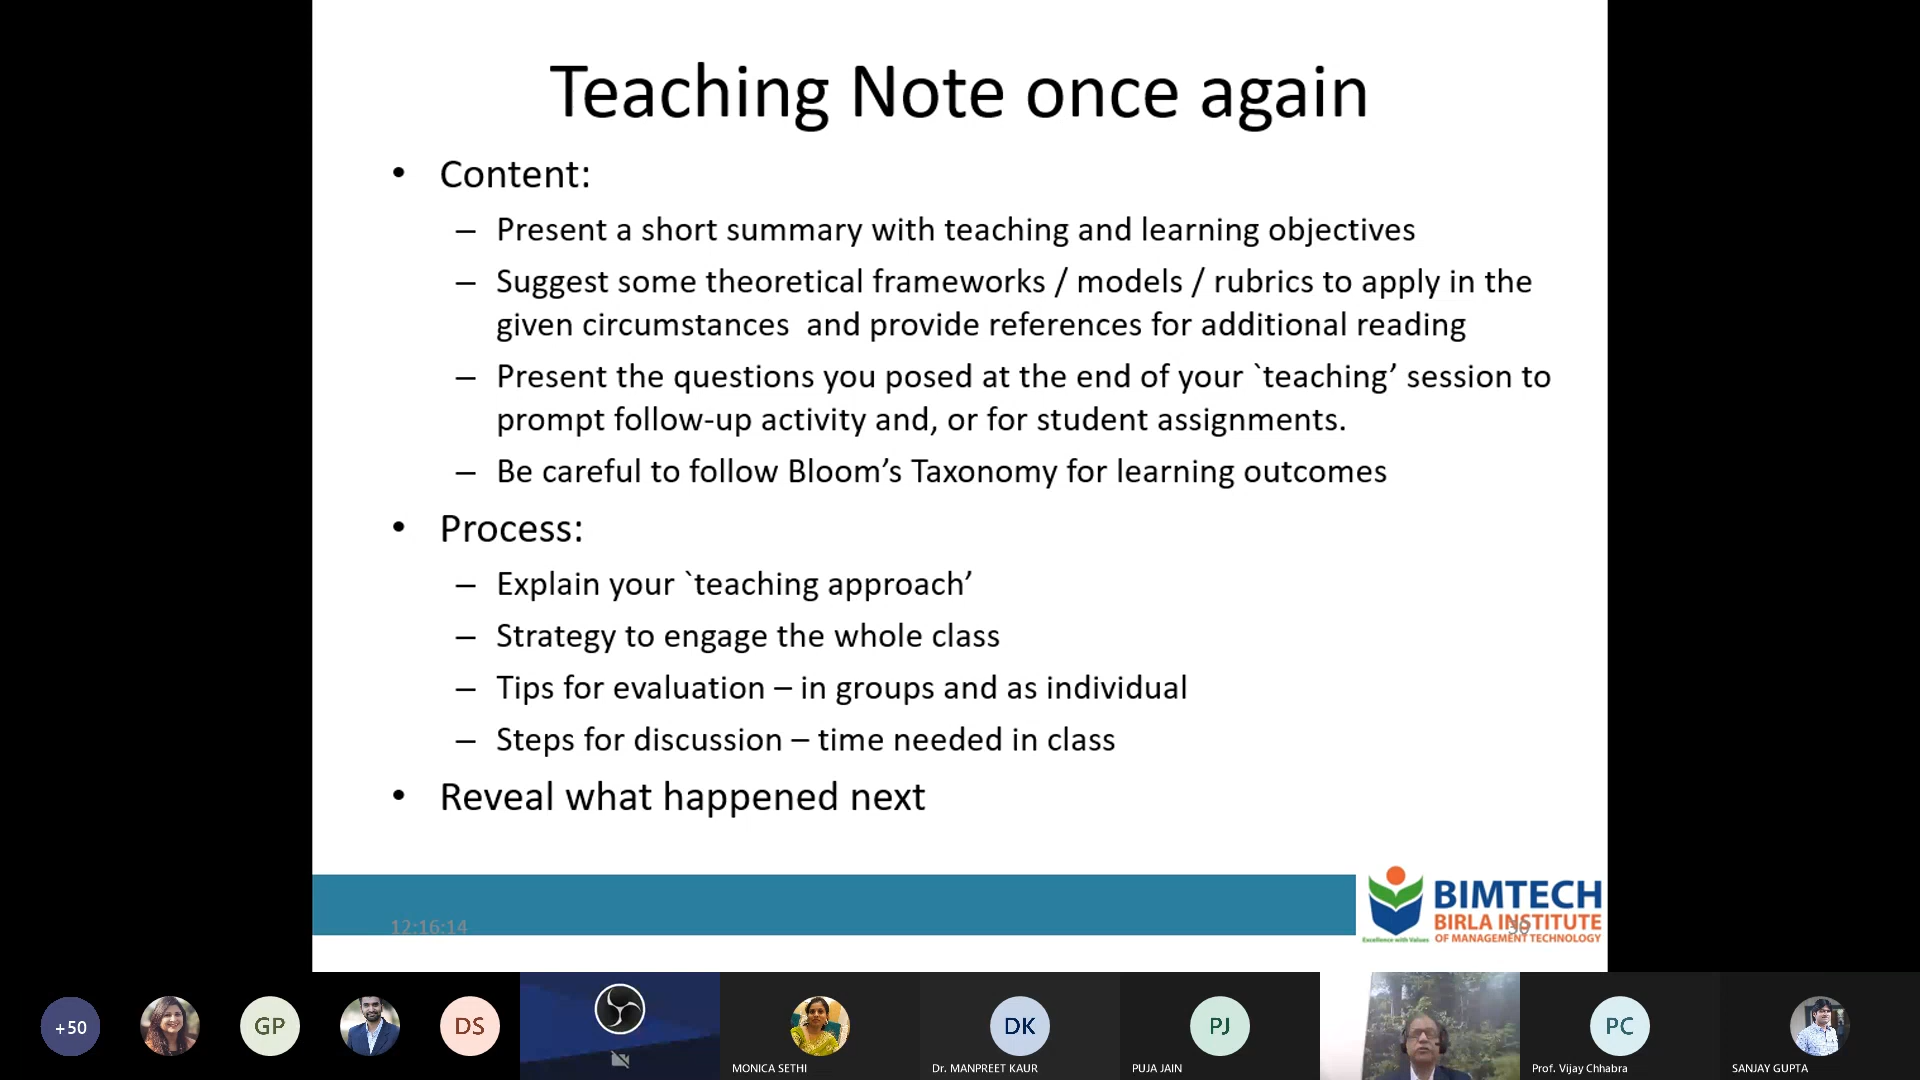 Teaching Note once again
• Content:
– Present a short summary with teaching and learning objectives
– Suggest some theoretical frameworks / models / rubrics to apply in the
given circumstances  and provide references for additional reading
– Present the questions you posed at the end of your `teaching’ session to
prompt follow-up activity and, or for student assignments.
– Be careful to follow Bloom’s Taxonomy for learning outcomes
• Process:
– Explain your `teaching approach’
– Strategy to engage the whole class
– Tips for evaluation – in groups and as individual
– Steps for discussion – time needed in class
• Reveal what happened next
12:16:14
30
BIMTECH
BIRLA INSTITUTE
OF MANAGEMENT TECHNOLOGY
Excellence with Values
+50
GP
DS
MONICA SETHI
DK
Dr. MANPREET KAUR
PJ
PUJA JAIN
PC
Prof. Vijay Chhabra
SANJAY GUPTA